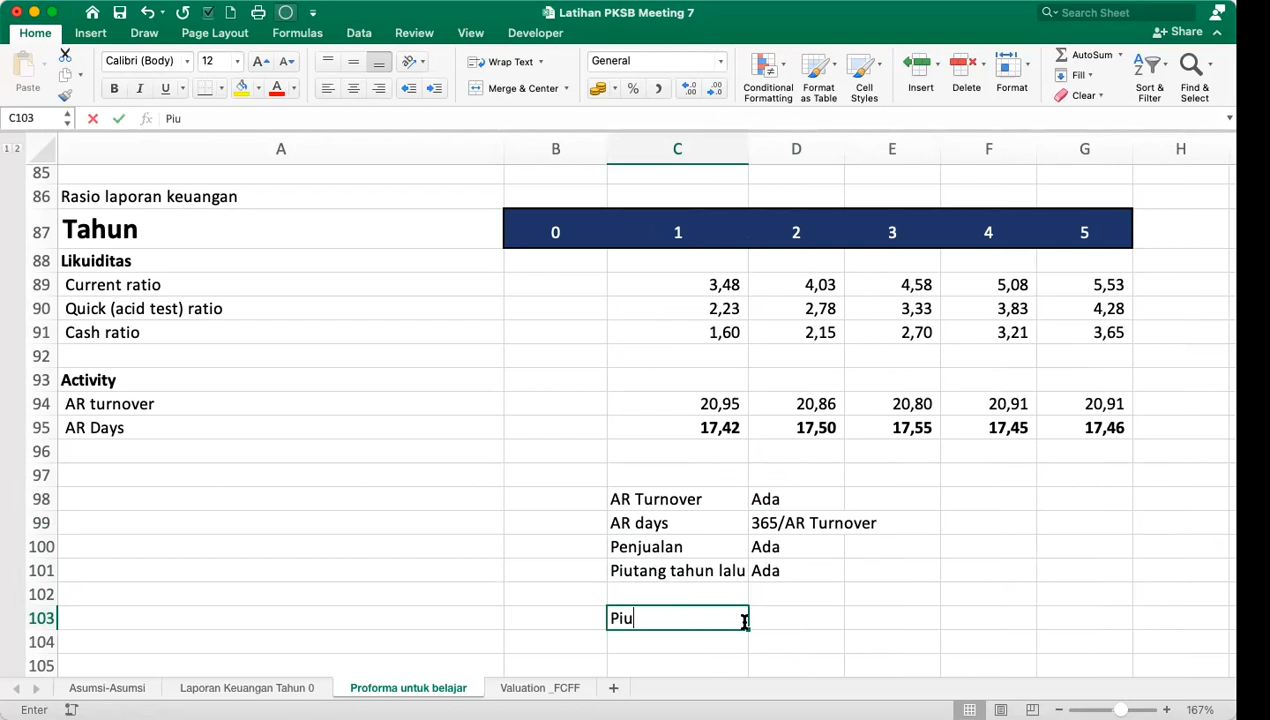 Latihan PKSB Meeting 7
Search Sheet
Home Insert Draw Page Layout Formulas Data Review View Developer
Share
Paste
Calibri (Body) 12
Wrap Text
General
AutoSum
B I U
Merge & Center
Conditional Formatting
Format as Table
Cell Styles
Insert
Delete
Format
Fill
Clear
Sort & Filter
Find & Select
C103 fx Piu
1 2 A B C D E F G H
85
86 Rasio laporan keuangan
87 Tahun 0 1 2 3 4 5
88 Likuiditas
89 Current ratio 3,48 4,03 4,58 5,08 5,53
90 Quick (acid test) ratio 2,23 2,78 3,33 3,83 4,28
91 Cash ratio 1,60 2,15 2,70 3,21 3,65
92
93 Activity
94 AR turnover 20,95 20,86 20,80 20,91 20,91
95 AR Days 17,42 17,50 17,55 17,45 17,46
96
97
98 AR Turnover Ada
99 AR days 365/AR Turnover
100 Penjualan Ada
101 Piutang tahun lalu Ada
102
103 Piu
104
105
Asumsi-Asumsi Laporan Keuangan Tahun 0 Proforma untuk belajar Valuation _FCFF
Enter 167%